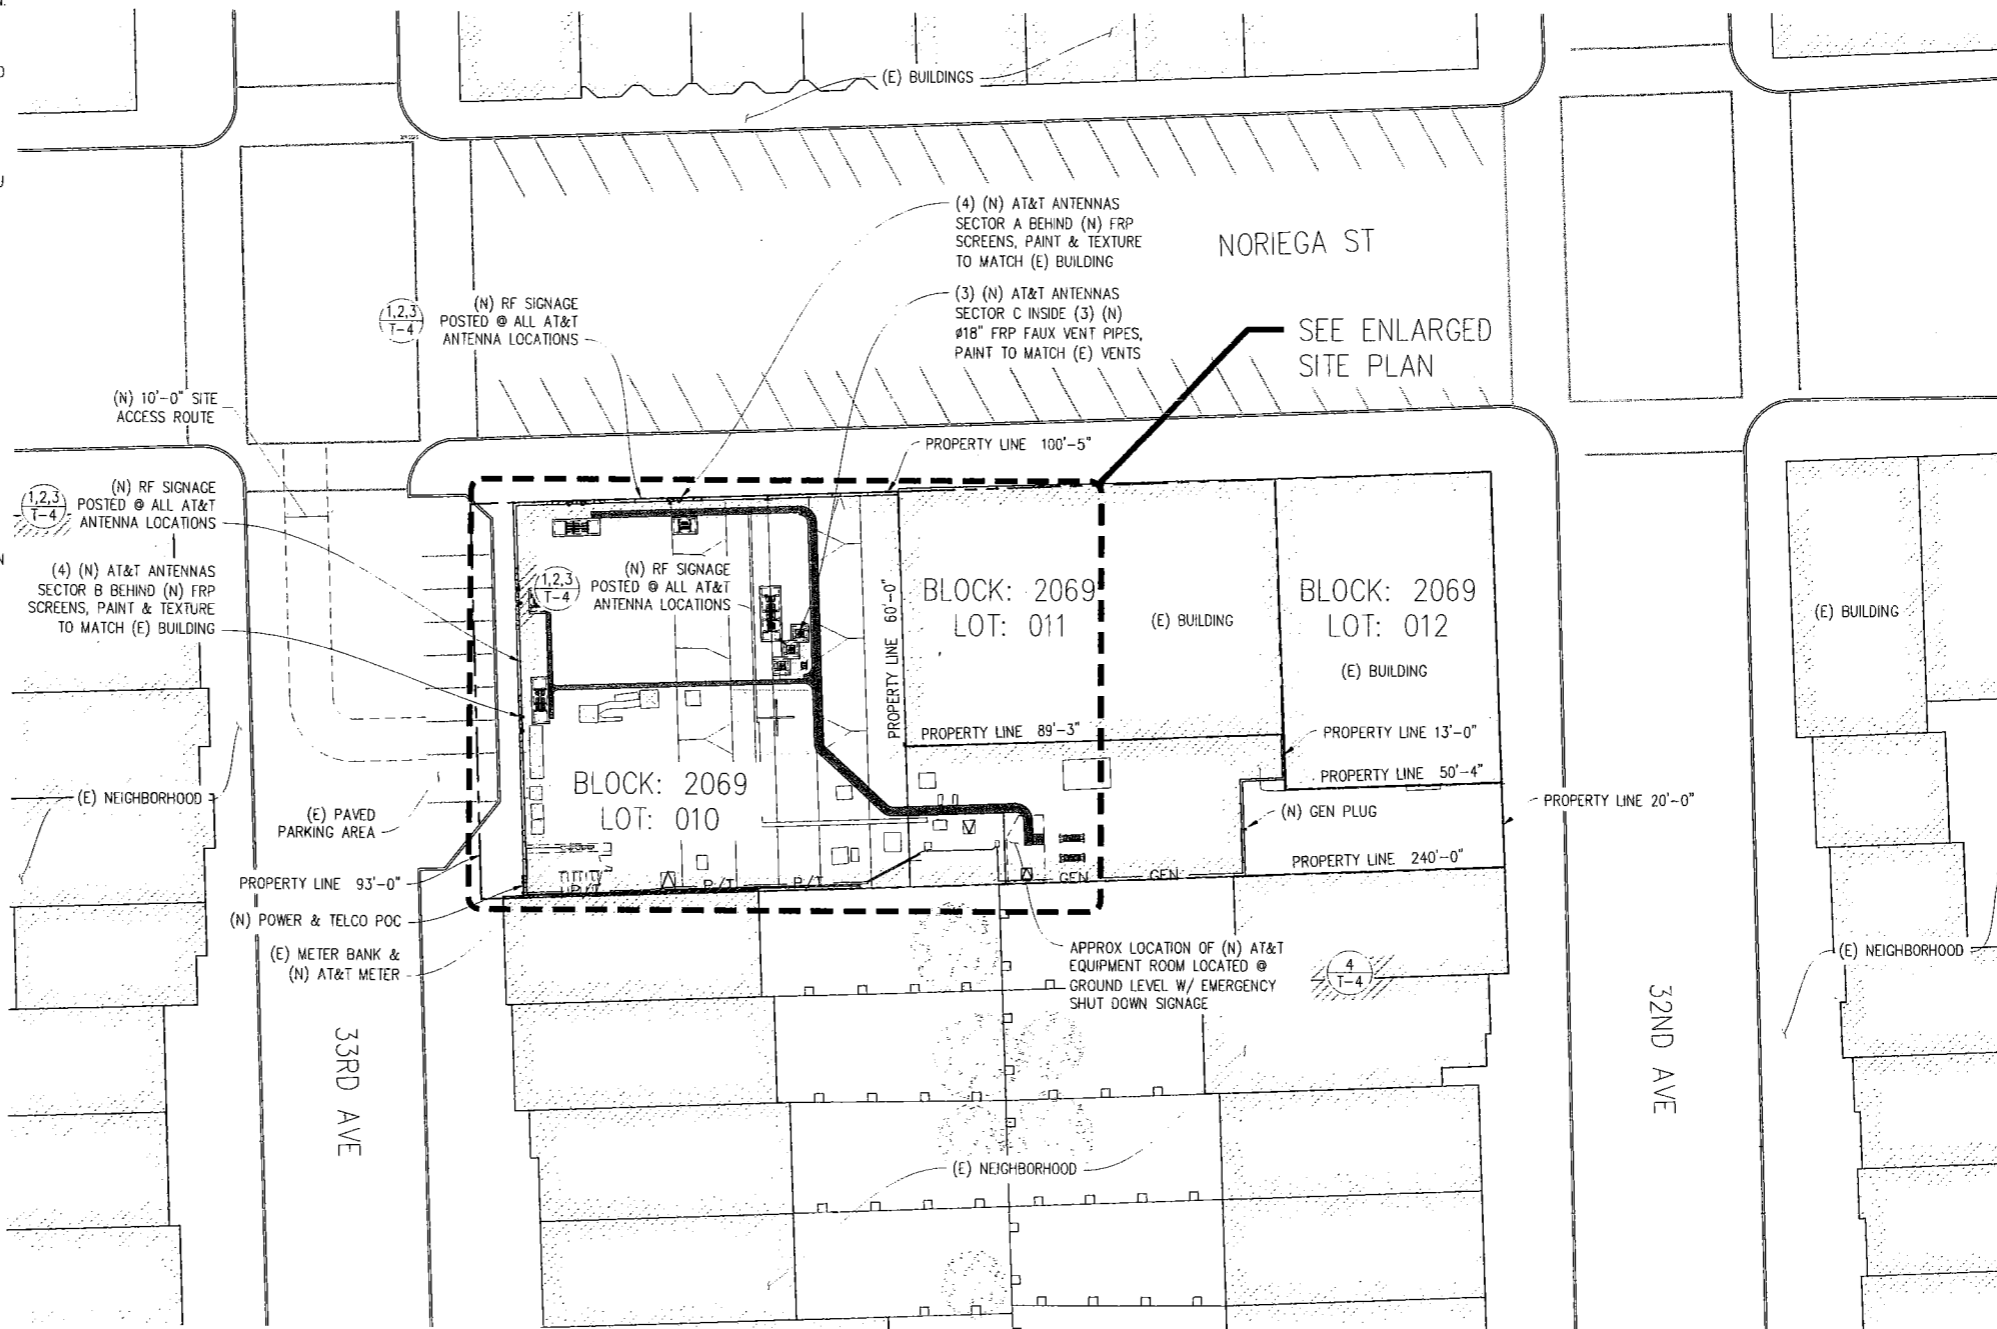 (E) BUILDINGS
(4) (N) AT&T ANTENNAS
SECTOR A BEHIND (N) FRP
SCREENS, PAINT & TEXTURE
TO MATCH (E) BUILDING
NORIEGA ST
(3) (N) AT&T ANTENNAS
SECTOR C INSIDE (3) (N)
ø18" FRP FAUX VENT PIPES,
PAINT TO MATCH (E) VENTS
SEE ENLARGED
SITE PLAN
1,2,3
T-4
(N) RF SIGNAGE
POSTED @ ALL AT&T
ANTENNA LOCATIONS
(N) 10'-0" SITE
ACCESS ROUTE
PROPERTY LINE 100'-5"
1,2,3
T-4
(N) RF SIGNAGE
POSTED @ ALL AT&T
ANTENNA LOCATIONS
(4) (N) AT&T ANTENNAS
SECTOR B BEHIND (N) FRP
SCREENS, PAINT & TEXTURE
TO MATCH (E) BUILDING
1,2,3
T-4
(N) RF SIGNAGE
POSTED @ ALL AT&T
ANTENNA LOCATIONS
PROPERTY LINE 60'-0"
BLOCK: 2069
LOT: 011
(E) BUILDING
BLOCK: 2069
LOT: 012
(E) BUILDING
(E) BUILDING
PROPERTY LINE 89'-3"
PROPERTY LINE 13'-0"
PROPERTY LINE 50'-4"
BLOCK: 2069
LOT: 010
(E) NEIGHBORHOOD
(E) PAVED
PARKING AREA
(N) GEN PLUG
PROPERTY LINE 20'-0"
PROPERTY LINE 240'-0"
PROPERTY LINE 93'-0"
P/T
P/T
P/T
GEN
GEN
(N) POWER & TELCO POC
(E) METER BANK &
(N) AT&T METER
APPROX LOCATION OF (N) AT&T
EQUIPMENT ROOM LOCATED @
GROUND LEVEL W/ EMERGENCY
SHUT DOWN SIGNAGE
4
T-4
(E) NEIGHBORHOOD
33RD AVE
32ND AVE
(E) NEIGHBORHOOD